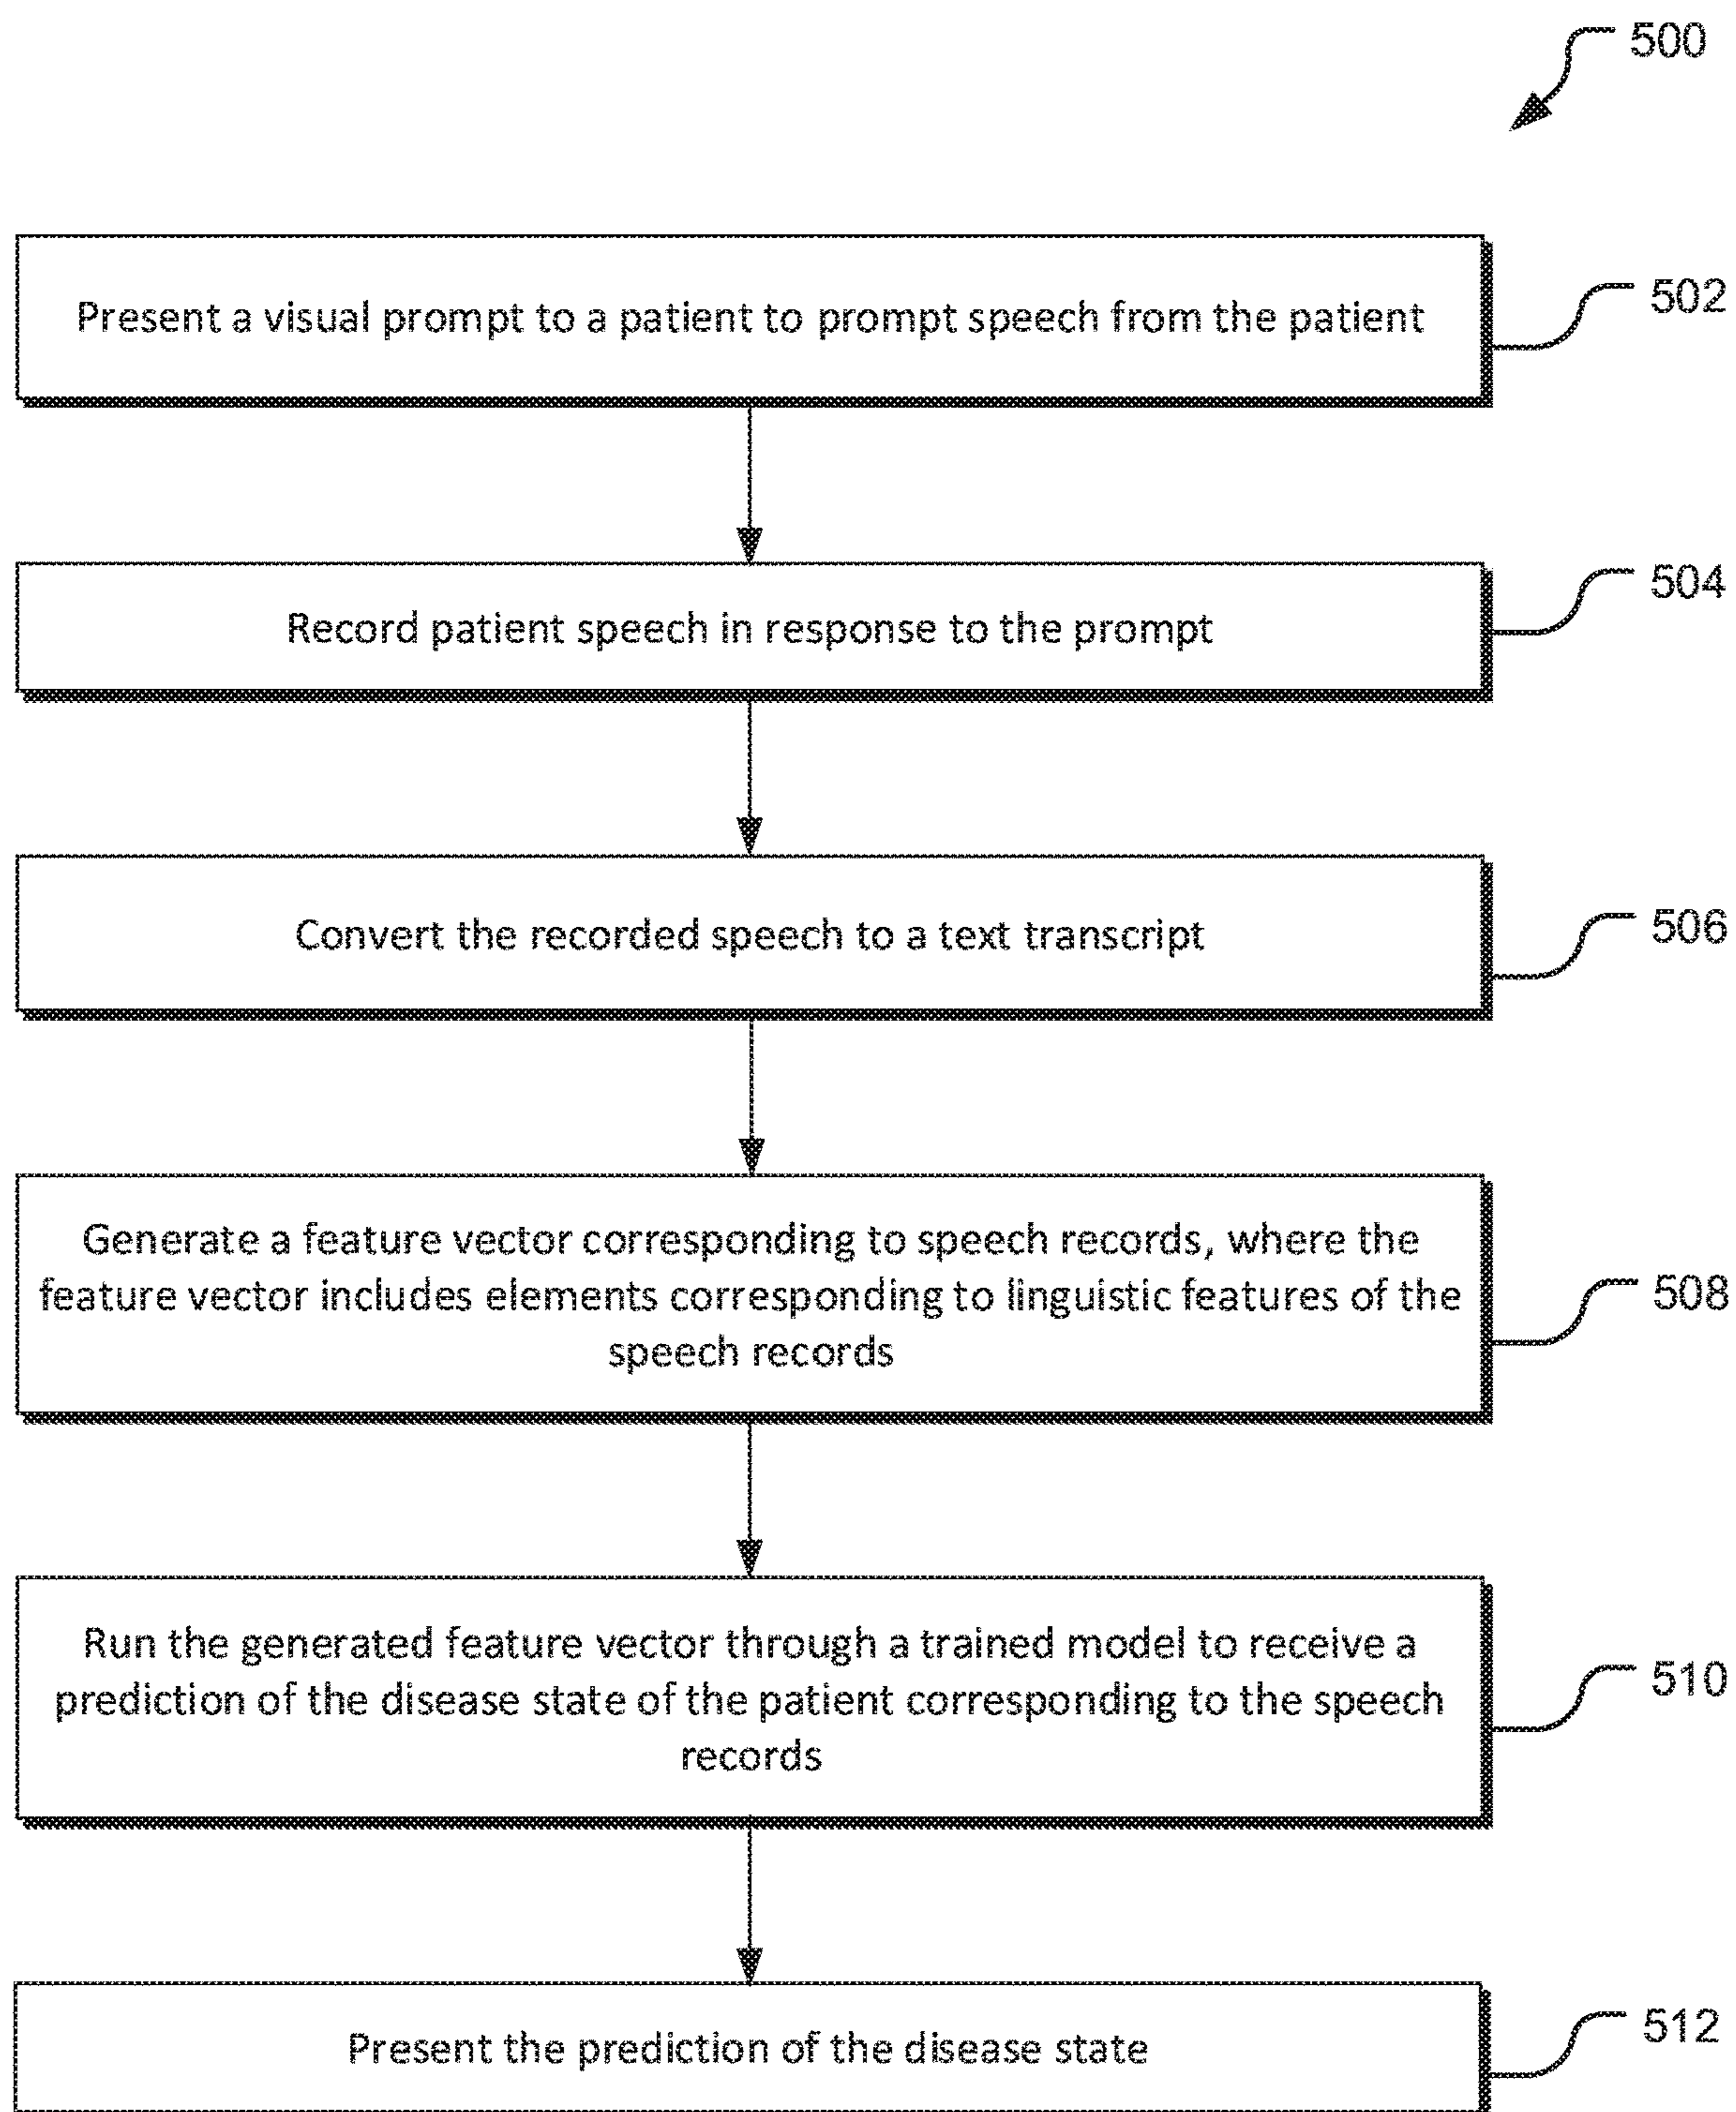 500
Present a visual prompt to a patient to prompt speech from the patient
502
Record patient speech in response to the prompt
504
Convert the recorded speech to a text transcript
506
Generate a feature vector corresponding to speech records, where the
feature vector includes elements corresponding to linguistic features of the
speech records
508
Run the generated feature vector through a trained model to receive a
prediction of the disease state of the patient corresponding to the speech
records
510
Present the prediction of the disease state
512